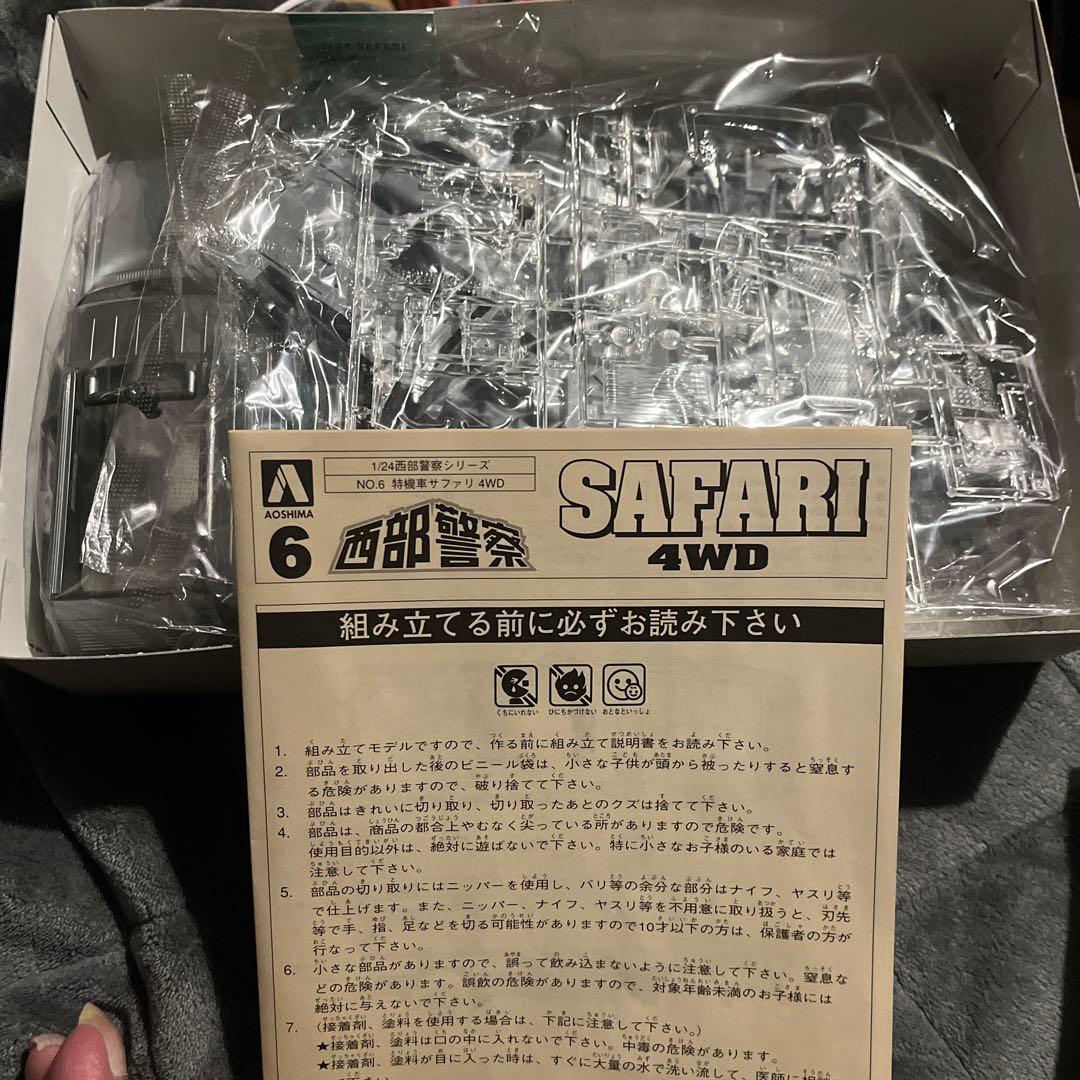 1/24西部警察シリーズ
NO.6 特機車サファリ 4WD
AOSHIMA
6 西部警察
SAFARI
4WD
組み立てる前に必ずお読み下さい
くちにいれない ひにちかづけない おとなといっしょ
1. 組み立てモデルですので、作る前に組み立て説明書をお読み下さい。
2. 部品を取り出した後のビニール袋は、小さな子供が頭から被ったりすると窒息す
る危険がありますので、破り捨てて下さい。
3. 部品はきれいに切り取り、切り取ったあとのクズは捨てて下さい。
4. 部品は、商品の都合上やむなく尖っている所がありますので危険です。
使用目的以外は、絶対に遊ばないで下さい。特に小さなお子様のいる家庭では
注意して下さい。
5. 部品の切り取りにはニッパーを使用し、バリ等の余分な部分はナイフ、ヤスリ等
で仕上げます。また、ニッパー、ナイフ、ヤスリ等を不用意に取り扱うと、刃先
等で手、指、足などを切る可能性がありますので10才以下の方は、保護者の方が
行なって下さい。
6. 小さな部品がありますので、誤って飲み込まないように注意して下さい。窒息な
どの危険があります。誤飲の危険がありますので、対象年齢未満のお子様には
絶対に与えないで下さい。
7. (接着剤、塗料を使用する場合は、下記に注意して下さい。)
★接着剤、塗料は口の中に入れないで下さい。中毒の危険があります。
★接着剤、塗料が目に入った時は、すぐに大量の水で洗い流して、医師に相談